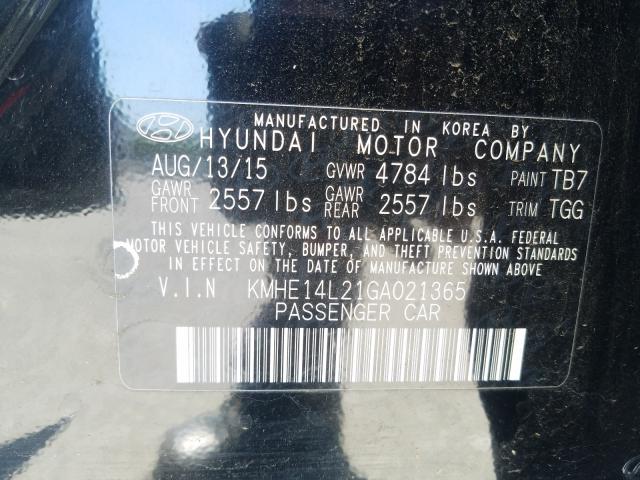 MANUFACTURED IN KOREA BY
HYUNDAI MOTOR COMPANY
AUG/13/15 GVWR 4784 lbs PAINT TB7
GAWR FRONT 2557 lbs GAWR REAR 2557 lbs TRIM TGG
THIS VEHICLE CONFORMS TO ALL APPLICABLE U.S.A. FEDERAL
MOTOR VEHICLE SAFETY, BUMPER, AND THEFT PREVENTION STANDARDS
IN EFFECT ON THE DATE OF MANUFACTURE SHOWN ABOVE
V.I.N KMHE14L21GA021365
PASSENGER CAR